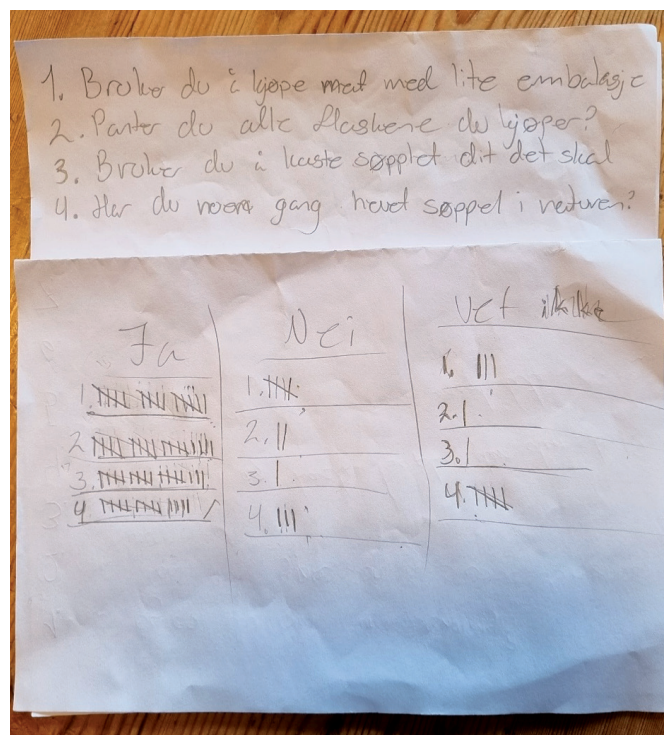 1. Bruker du å kjøpe mat med lite embalasje
2. Panter du alle flaskene du kjøper?
3. Bruker du å kaste søpplet dit det skal
4. Har du noen gang hevet søppel i naturen?
Ja
1.
2
3.
4
Nei
1.
2.
3.
4.
Vet ikke
1.
2.
3.
4.